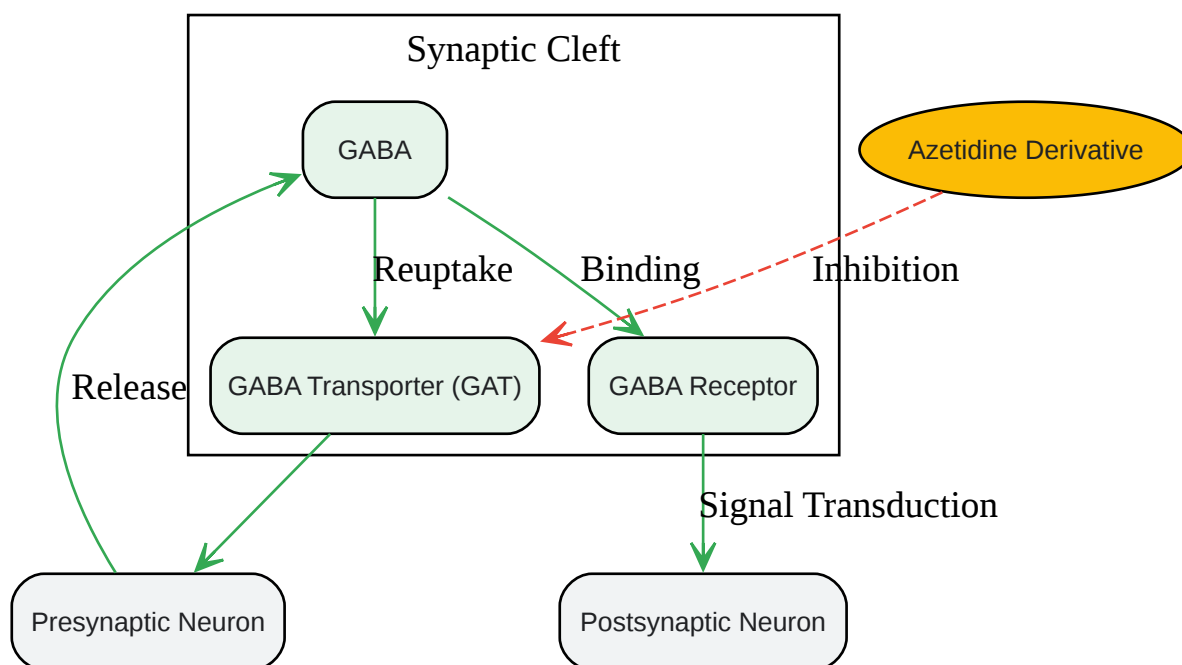 Synaptic Cleft
GABA
Azetidine Derivative
Reuptake
Binding
Inhibition
Release
GABA Transporter (GAT)
GABA Receptor
Signal Transduction
Presynaptic Neuron
Postsynaptic Neuron